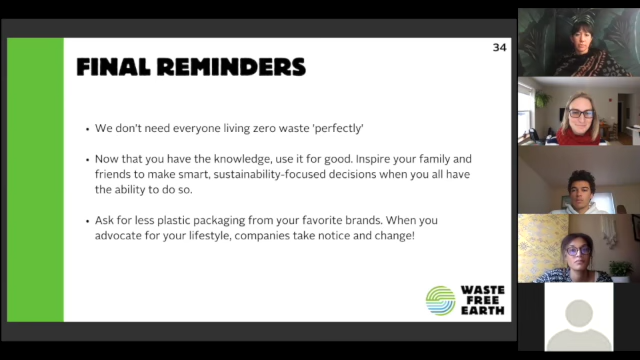 34
FINAL REMINDERS
• We don't need everyone living zero waste 'perfectly'
• Now that you have the knowledge, use it for good. Inspire your family and
friends to make smart, sustainability-focused decisions when you all have
the ability to do so.
• Ask for less plastic packaging from your favorite brands. When you
advocate for your lifestyle, companies take notice and change!
WASTE
FREE
EARTH